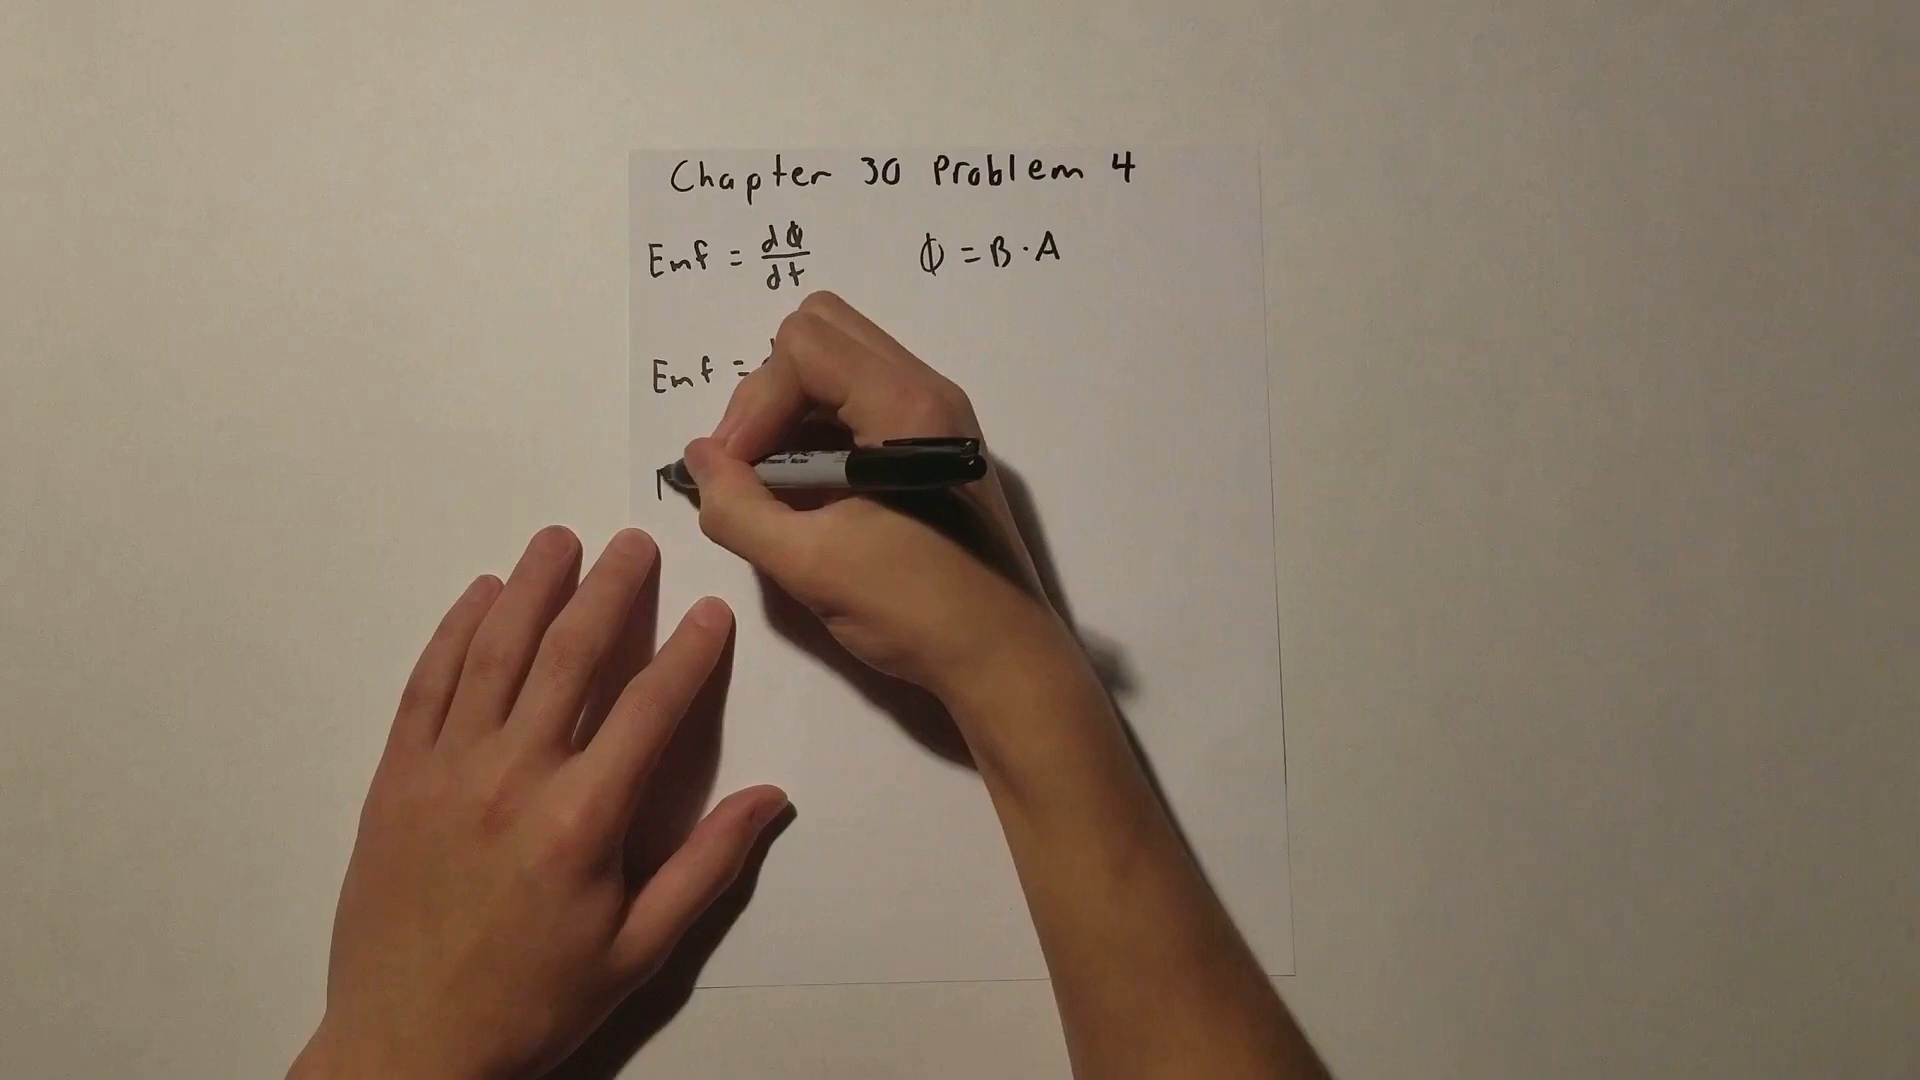 Chapter 30 Problem 4
Emf = dΦ/dt Φ = B · A
Emf =